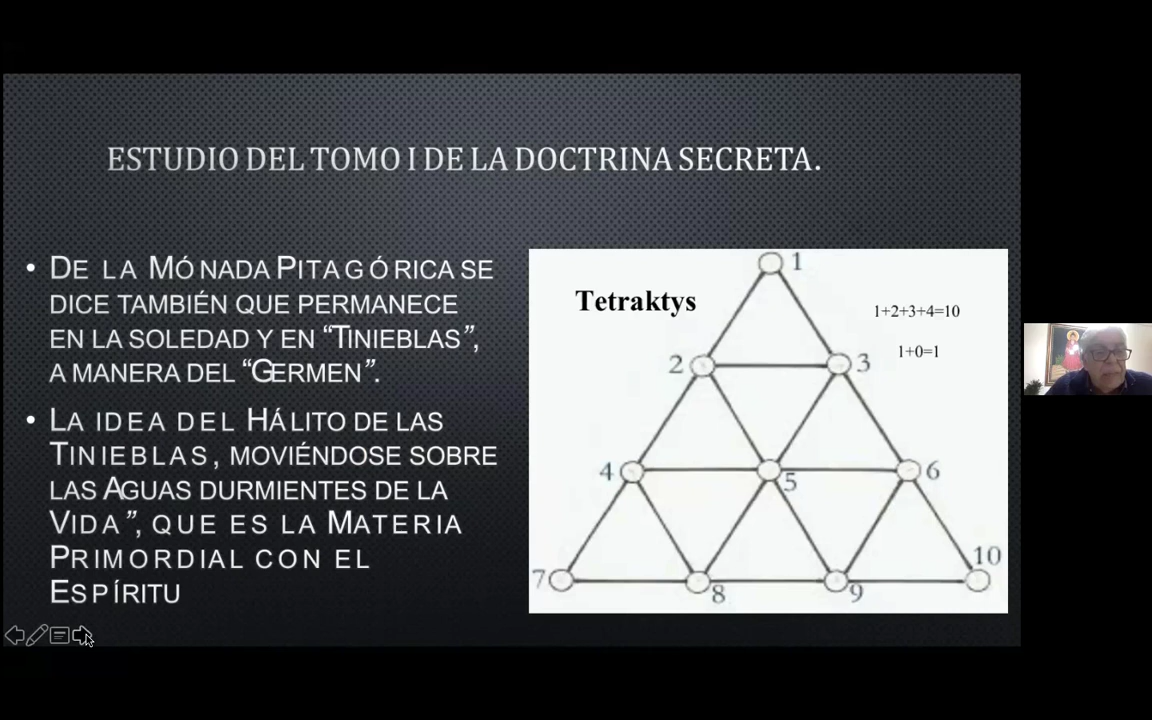 ESTUDIO DEL TOMO I DE LA DOCTRINA SECRETA.
• DE LA MÓNADA PITAGÓRICA SE
DICE TAMBIÉN QUE PERMANECE
EN LA SOLEDAD Y EN “TINIEBLAS”,
A MANERA DEL “GERMEN”.
• LA IDEA DEL HÁLITO DE LAS
TINIEBLAS, MOVIÉNDOSE SOBRE
LAS AGUAS DURMIENTES DE LA
VIDA”, QUE ES LA MATERIA
PRIMORDIAL CON EL
ESPÍRITU
Tetraktys
1+2+3+4=10
1+0=1
1
2
3
4
5
6
7
8
9
10